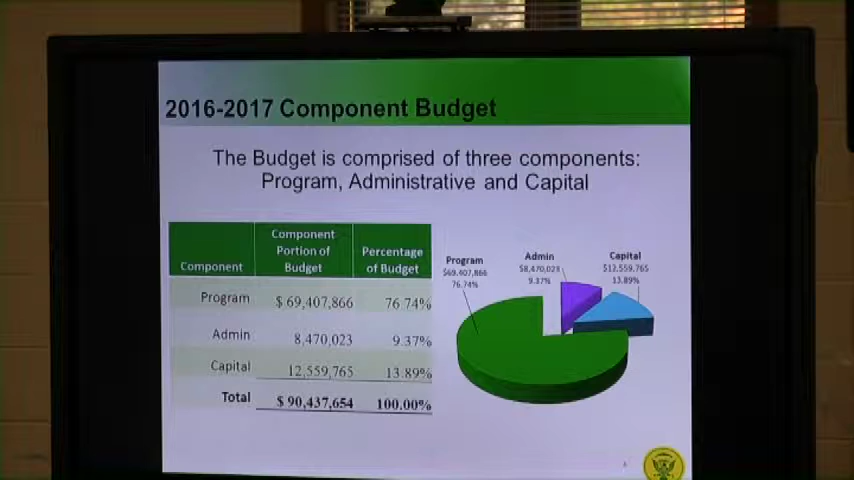 2016-2017 Component Budget
The Budget is comprised of three components:
Program, Administrative and Capital
Component
Component
Portion of
Budget
Percentage
of Budget
Program $ 69,407,866 76.74%
Admin 8,470,023 9.37%
Capital 12,559,765 13.89%
Total $ 90,437,654 100.00%
Program
$69,407,866
76.74%
Admin
$8,470,023
9.37%
Capital
$12,559,765
13.89%